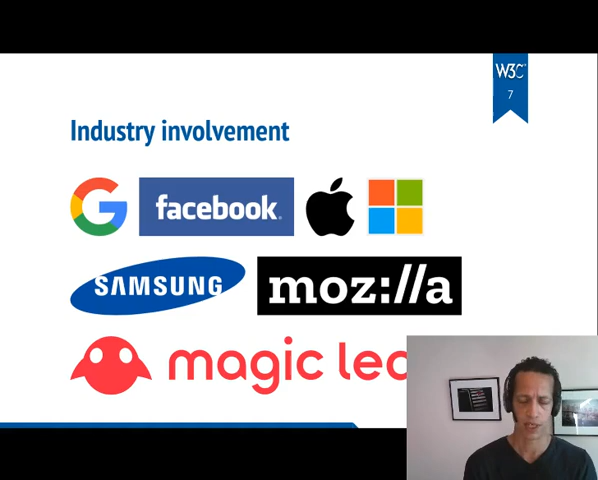 W3C
7
Industry involvement
facebook.
SAMSUNG
moz://a
magic lea